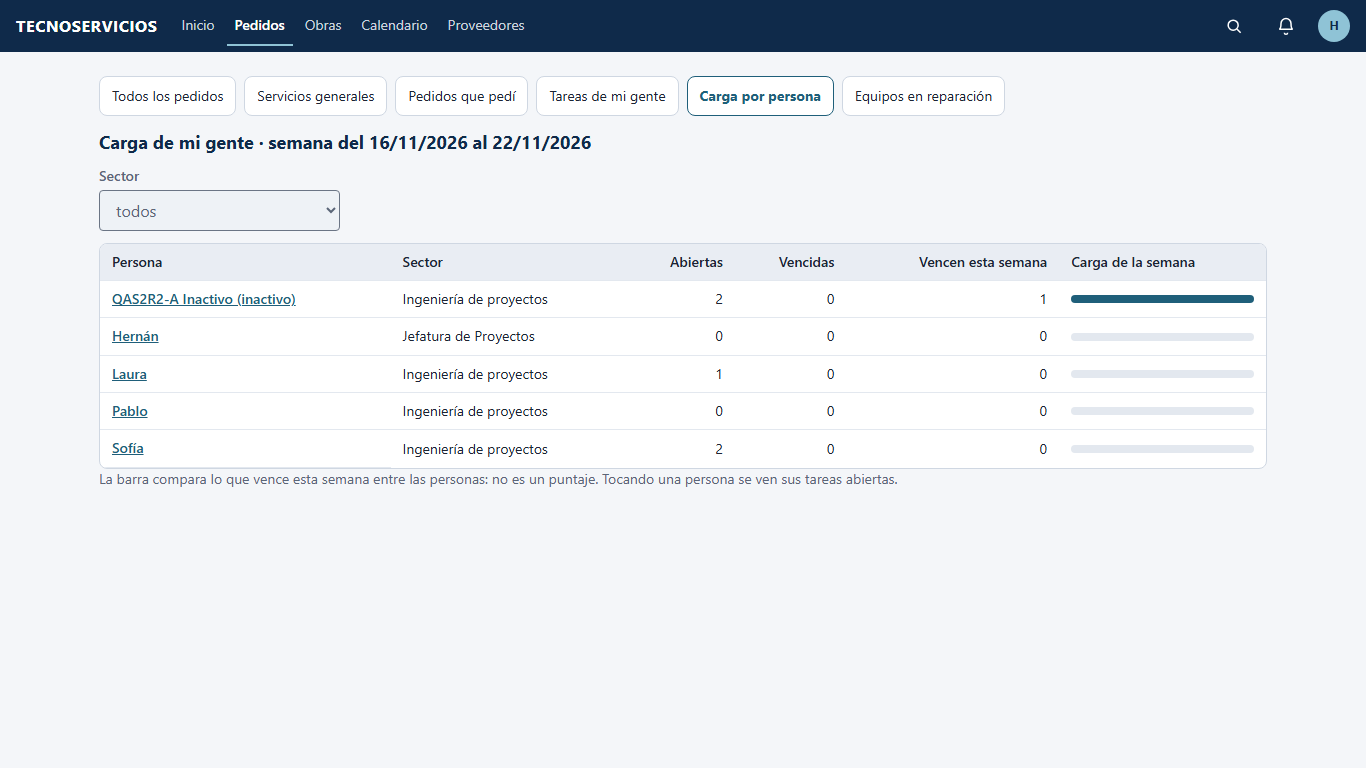 TECNOSERVICIOS Inicio Pedidos Obras Calendario Proveedores H
Todos los pedidos Servicios generales Pedidos que pedí Tareas de mi gente Carga por persona Equipos en reparación
Carga de mi gente · semana del 16/11/2026 al 22/11/2026
Sector
todos
Persona Sector Abiertas Vencidas Vencen esta semana Carga de la semana
QAS2R2-A Inactivo (inactivo) Ingeniería de proyectos 2 0 1
Hernán Jefatura de Proyectos 0 0 0
Laura Ingeniería de proyectos 1 0 0
Pablo Ingeniería de proyectos 0 0 0
Sofía Ingeniería de proyectos 2 0 0
La barra compara lo que vence esta semana entre las personas: no es un puntaje. Tocando una persona se ven sus tareas abiertas.